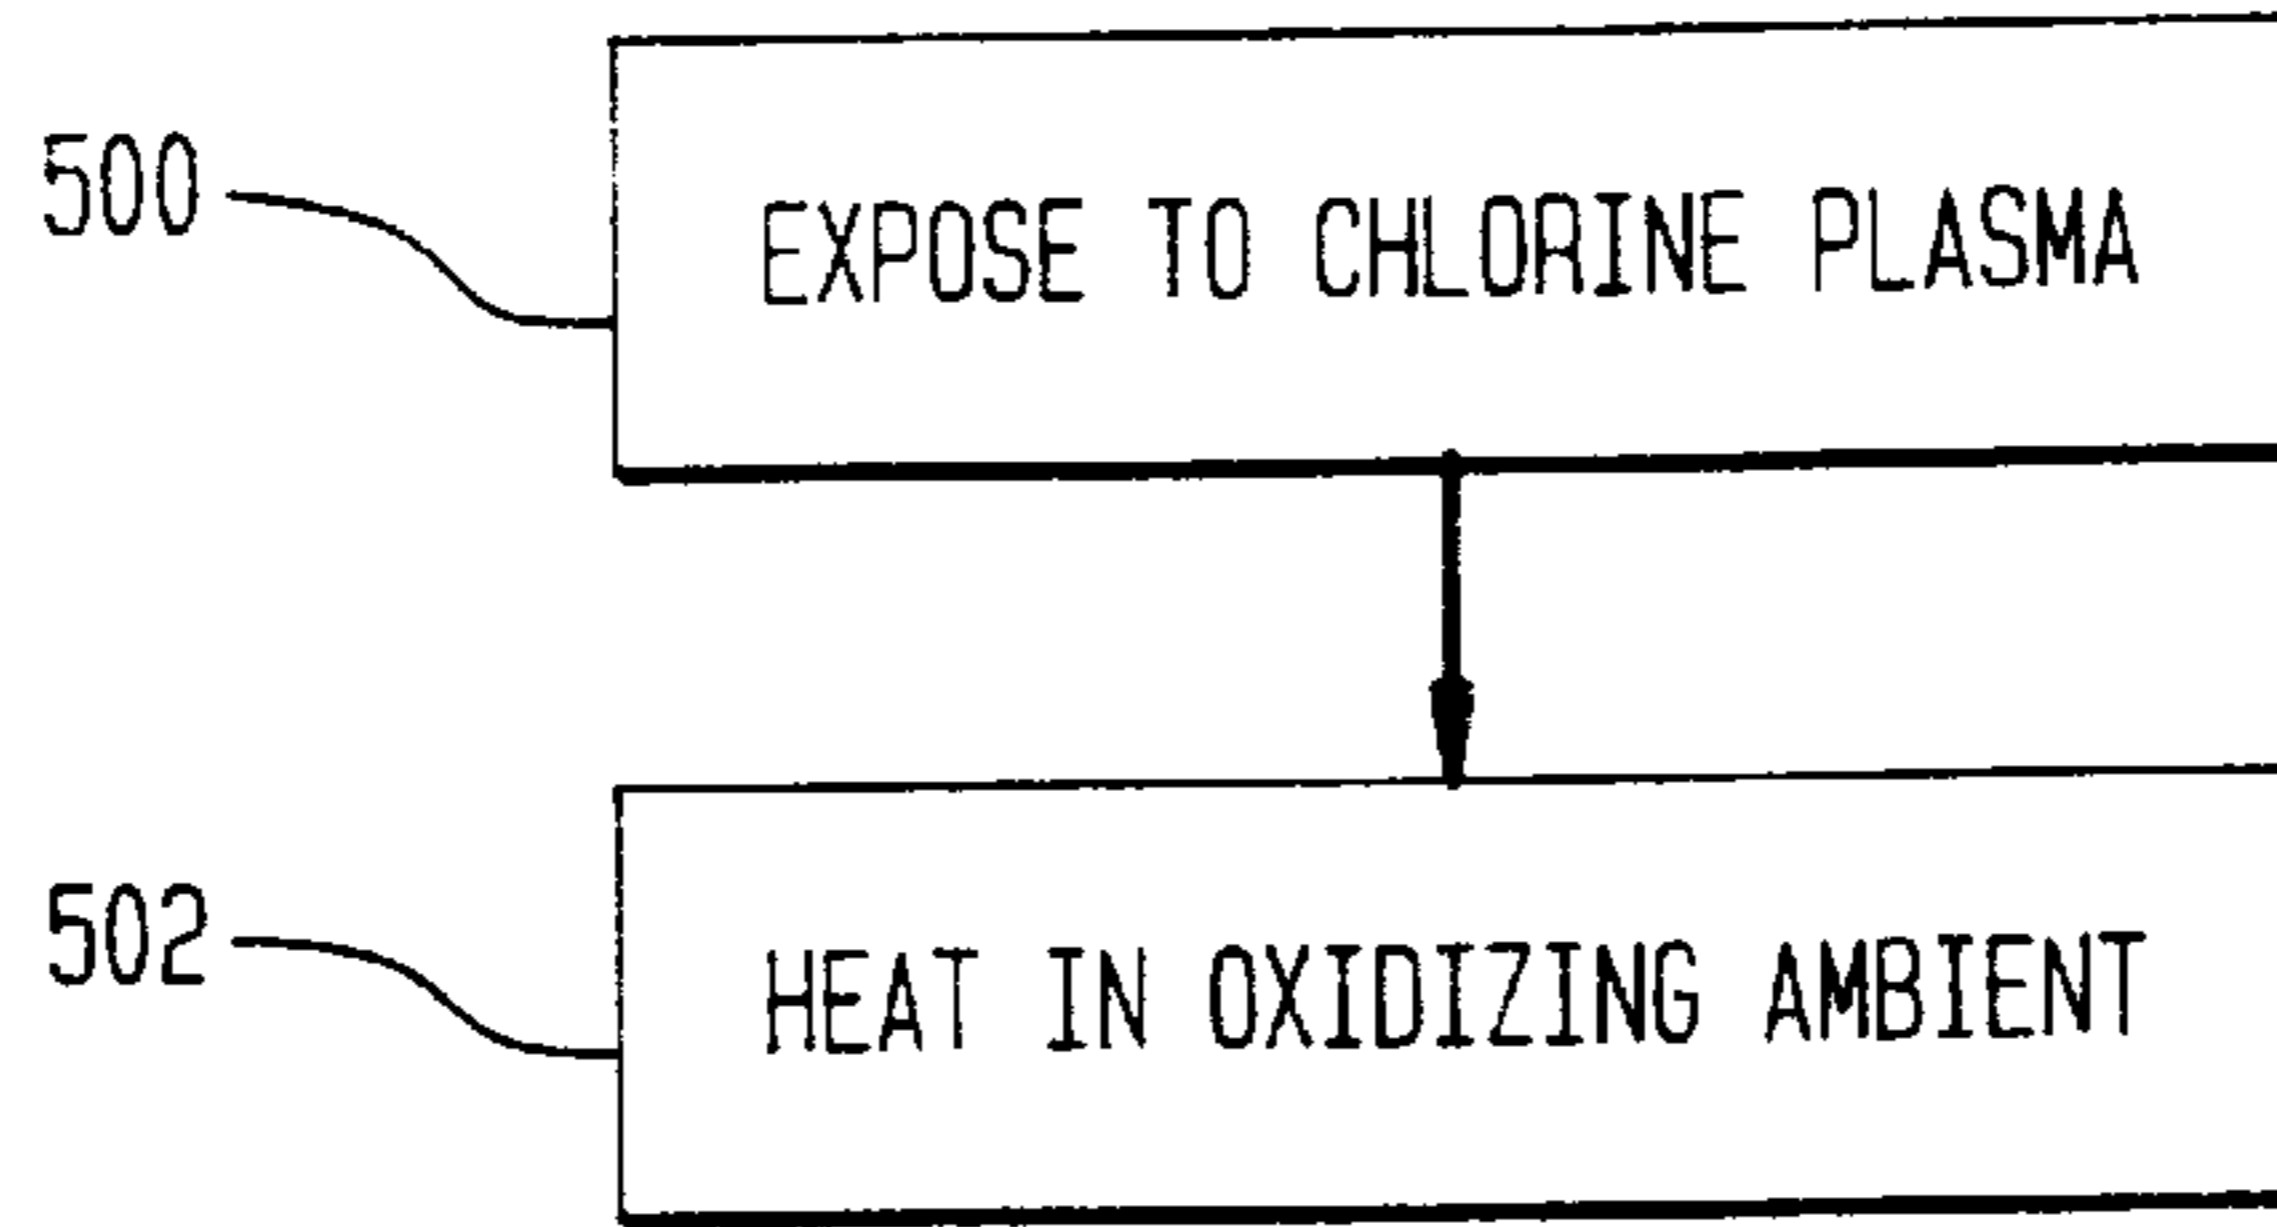 500
EXPOSE TO CHLORINE PLASMA
502
HEAT IN OXIDIZING AMBIENT